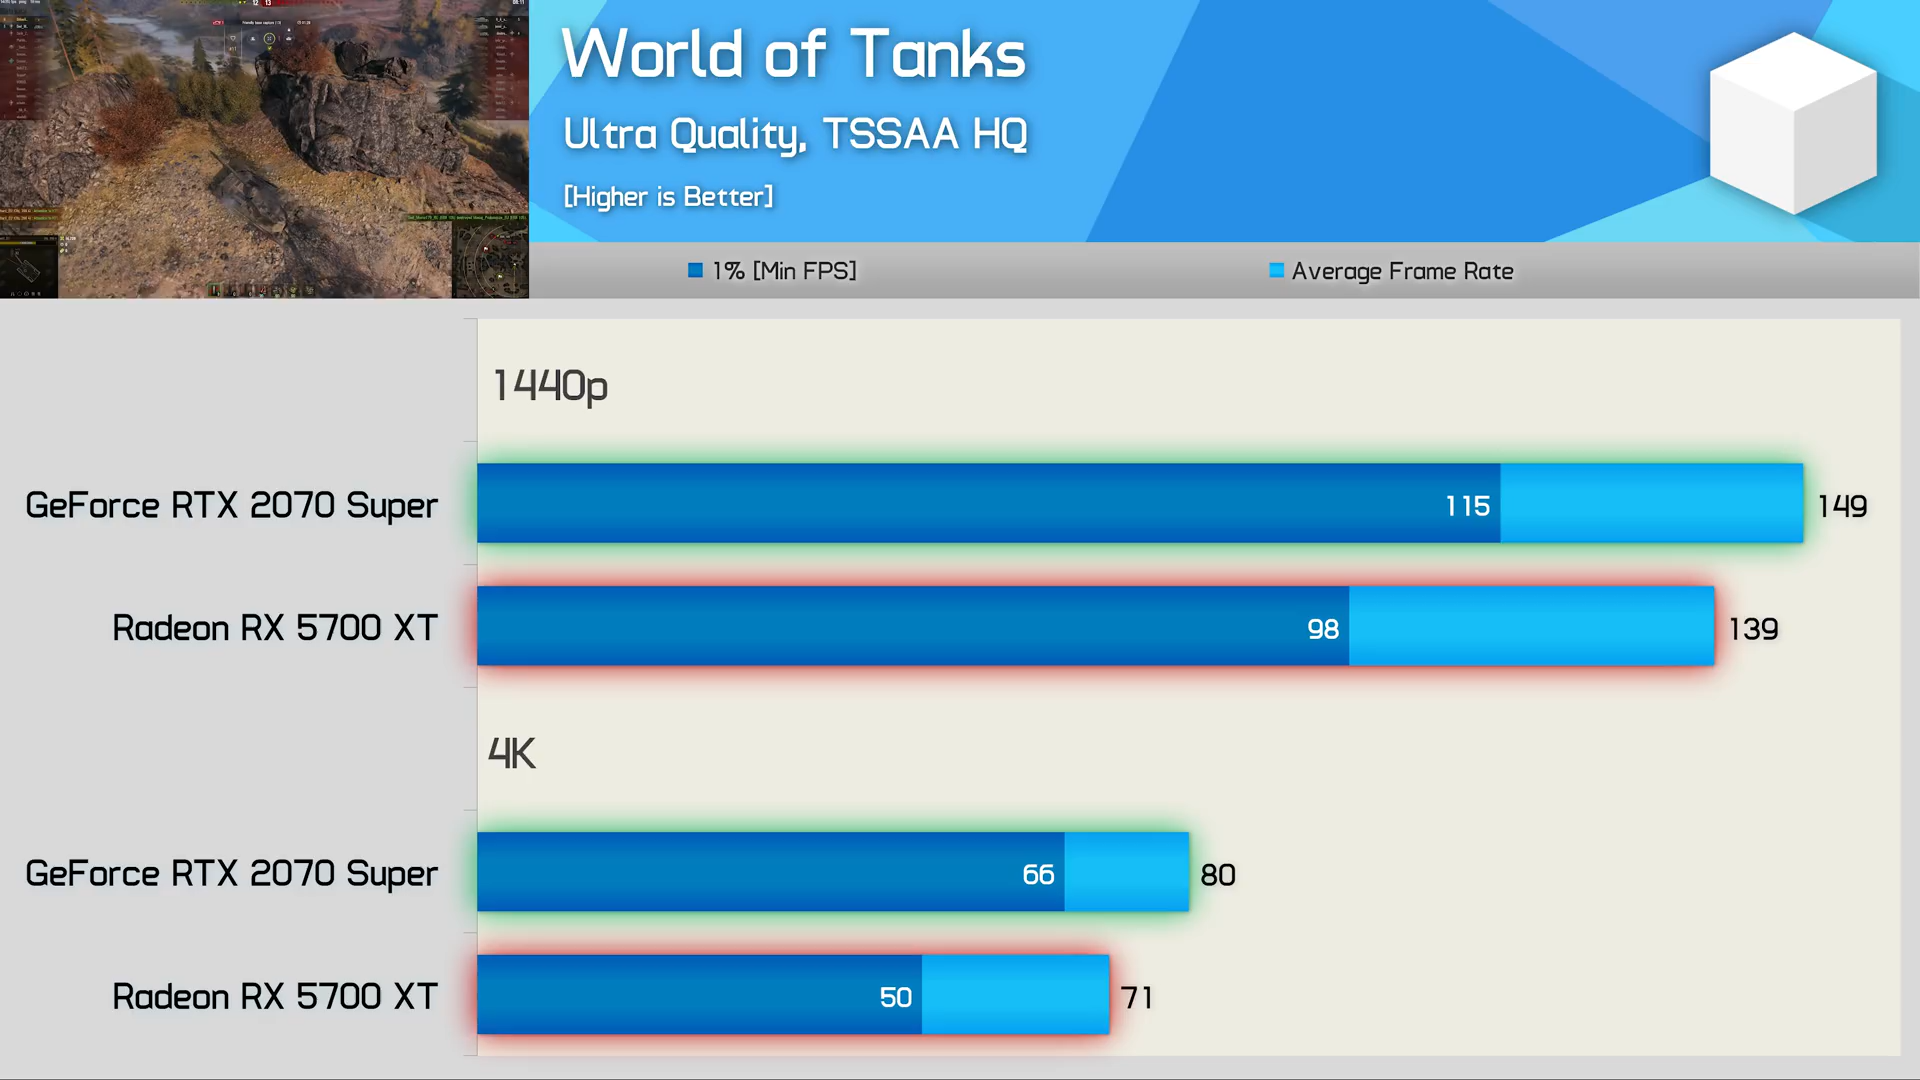 World of Tanks
Ultra Quality, TSSAA HQ
[Higher is Better]
1% [Min FPS]
Average Frame Rate
1440p
GeForce RTX 2070 Super
115
149
Radeon RX 5700 XT
98
139
4K
GeForce RTX 2070 Super
66
80
Radeon RX 5700 XT
50
71